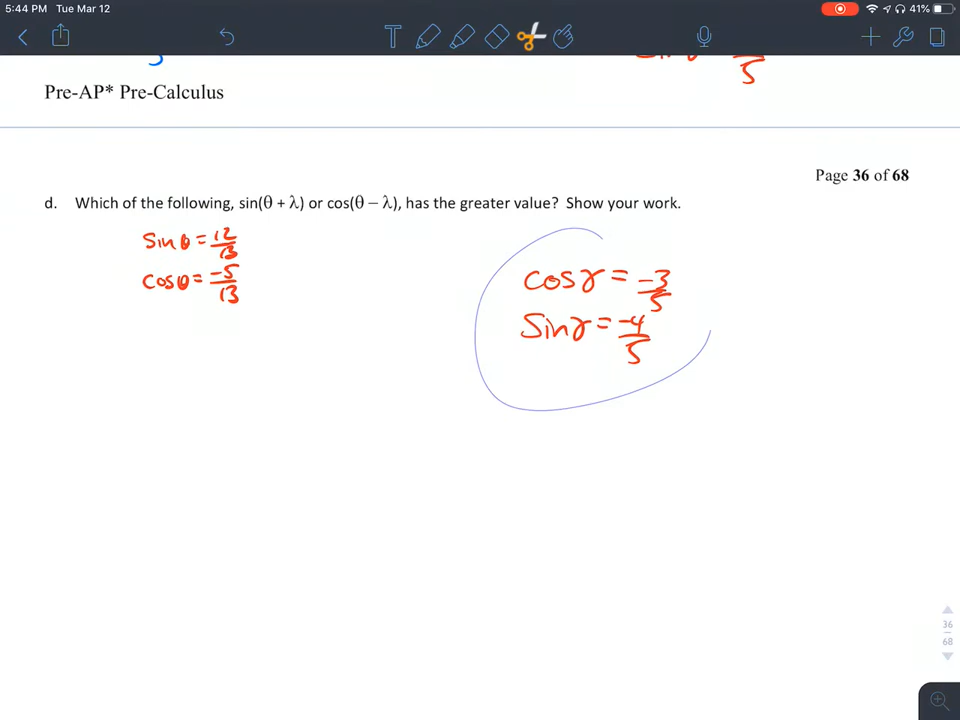 5:44 PM Tue Mar 12
41%
5
Pre-AP* Pre-Calculus
Page 36 of 68
d. Which of the following, sin(θ + λ) or cos(θ − λ), has the greater value? Show your work.
sinθ = 12/13
cosθ = -5/13
cosγ = -3/5
sinγ = -4/5
36
68